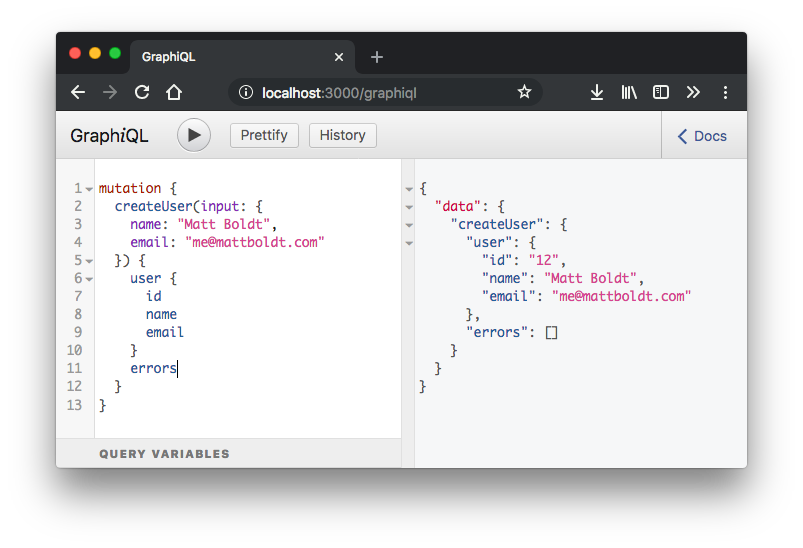 GraphiQL
localhost:3000/graphiql
GraphiQL
Prettify
History
Docs
1 mutation {
2   createUser(input: {
3     name: "Matt Boldt",
4     email: "me@mattboldt.com"
5   }) {
6     user {
7       id
8       name
9       email
10     }
11     errors
12   }
13 }
QUERY VARIABLES
{
  "data": {
    "createUser": {
      "user": {
        "id": "12",
        "name": "Matt Boldt",
        "email": "me@mattboldt.com"
      },
      "errors": []
    }
  }
}